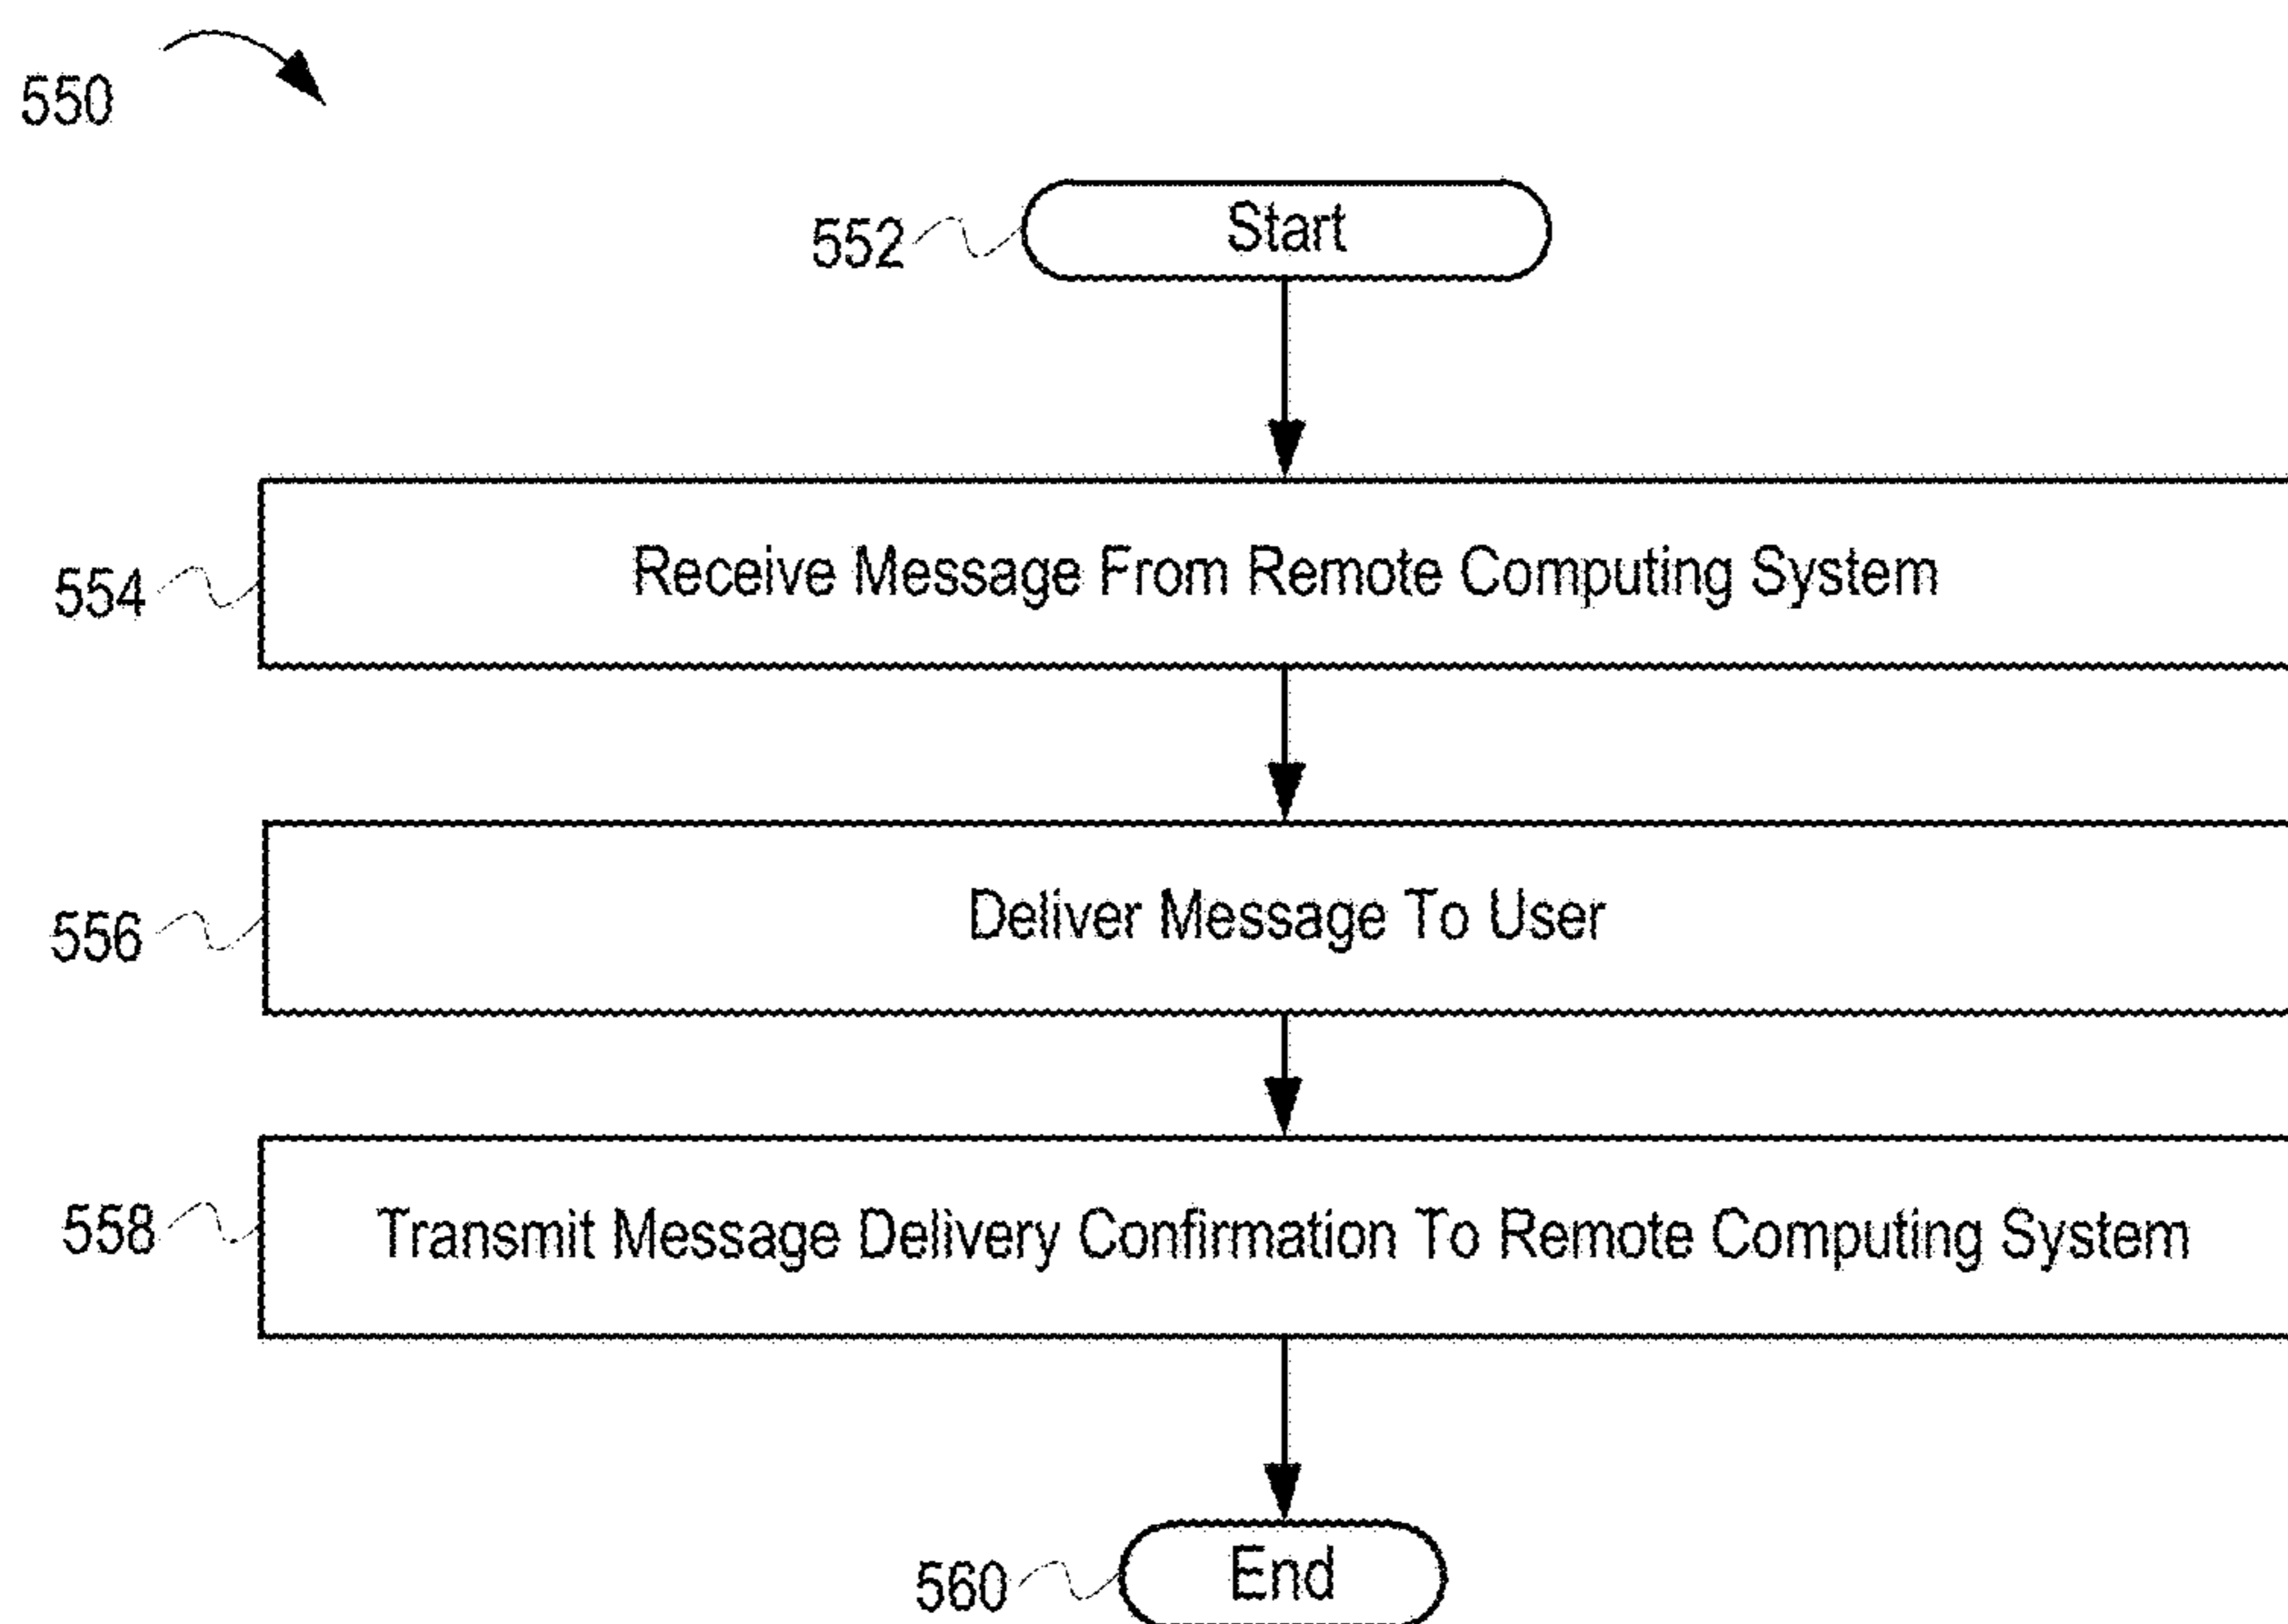 550
552 Start
554 Receive Message From Remote Computing System
556 Deliver Message To User
558 Transmit Message Delivery Confirmation To Remote Computing System
560 End